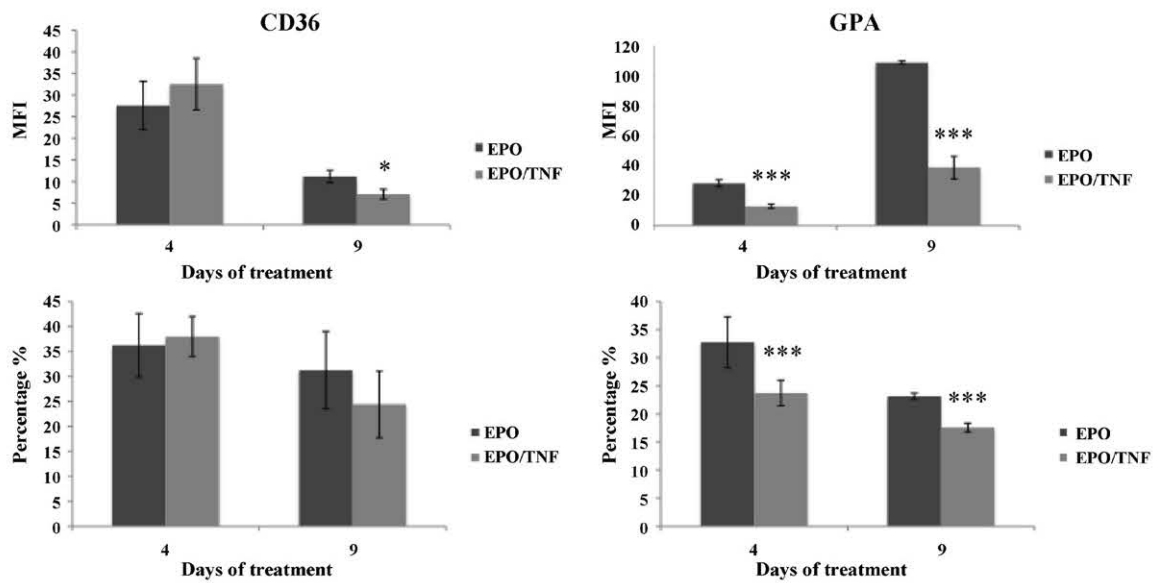 CD36
45
40
35
30
25
20
15
10
5
0
MFI
*
EPO
EPO/TNF
4 9
Days of treatment
GPA
120
100
80
60
40
20
0
MFI
***
***
EPO
EPO/TNF
4 9
Days of treatment
45
40
35
30
25
20
15
10
5
0
Percentage %
EPO
EPO/TNF
4 9
Days of treatment
40
35
30
25
20
15
10
5
0
Percentage %
***
***
EPO
EPO/TNF
4 9
Days of treatment